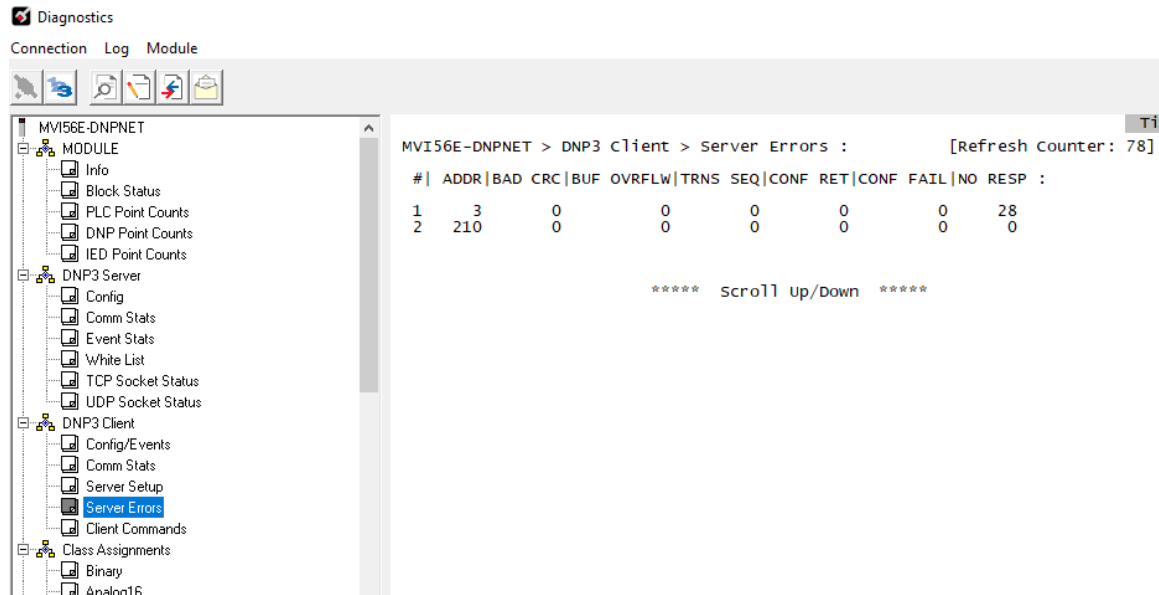 Diagnostics
Connection Log Module
MVI56E-DNPNET
MODULE
Info
Block Status
PLC Point Counts
DNP Point Counts
IED Point Counts
DNP3 Server
Config
Comm Stats
Event Stats
White List
TCP Socket Status
UDP Socket Status
DNP3 Client
Config/Events
Comm Stats
Server Setup
Server Errors
Client Commands
Class Assignments
Binary
Analog16
Ti
MVI56E-DNPNET > DNP3 Client > Server Errors : [Refresh Counter: 78]
#| ADDR|BAD CRC|BUF OVRFLW|TRNS SEQ|CONF RET|CONF FAIL|NO RESP :
1 3 0 0 0 0 0 28
2 210 0 0 0 0 0 0
***** Scroll Up/Down *****